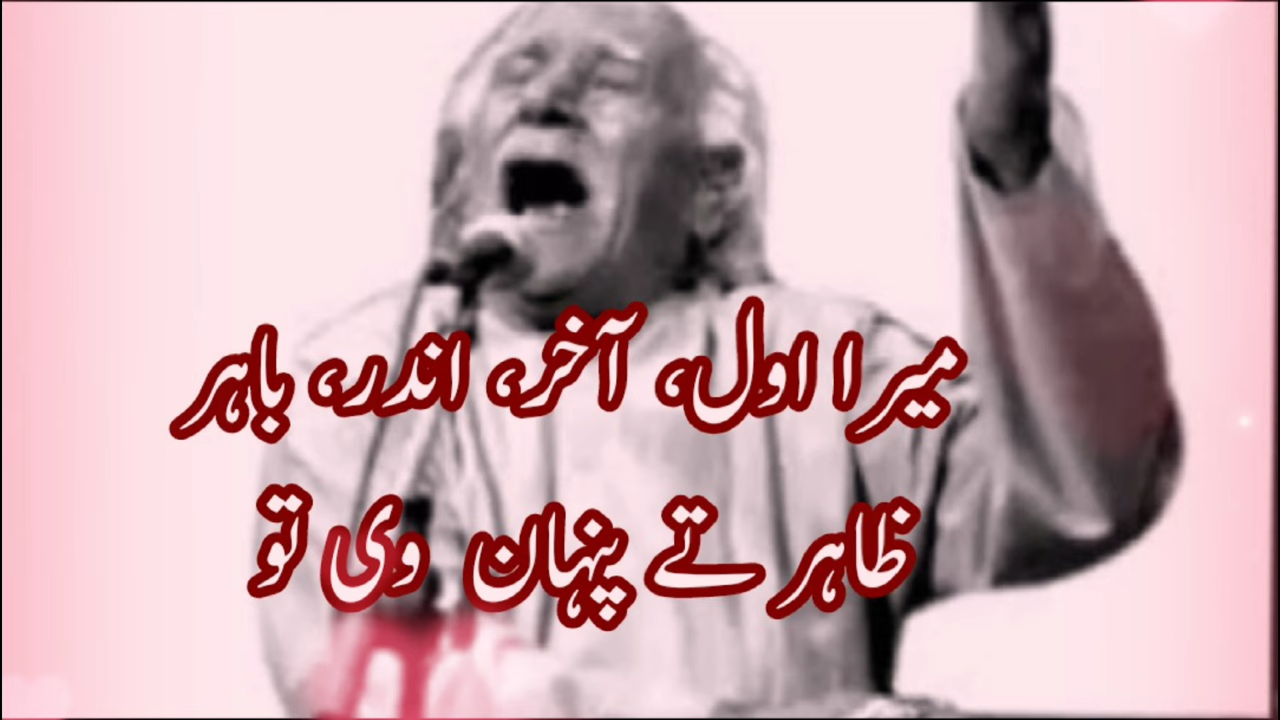 میرا اول، آخر، اندر، باہر
ظاہر تے پنہان وی تو